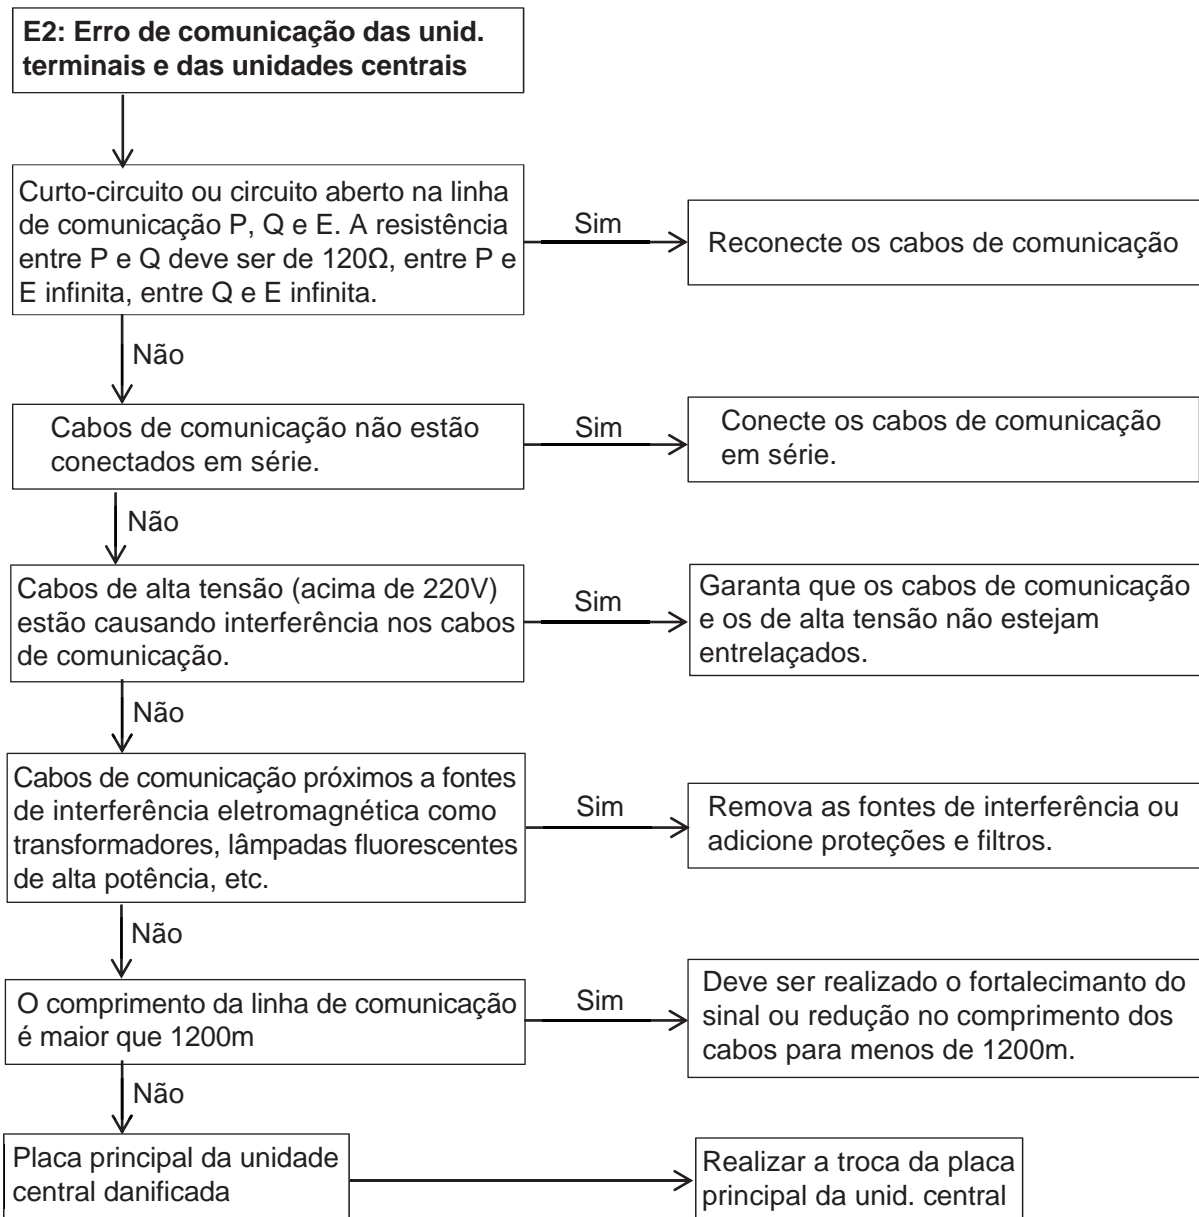 E2: Erro de comunicação das unid.
terminais e das unidades centrais
Curto-circuito ou circuito aberto na linha
de comunicação P, Q e E. A resistência
entre P e Q deve ser de 120Ω, entre P e
E infinita, entre Q e E infinita.
Sim
Reconecte os cabos de comunicação
Não
Cabos de comunicação não estão
conectados em série.
Sim
Conecte os cabos de comunicação
em série.
Não
Cabos de alta tensão (acima de 220V)
estão causando interferência nos cabos
de comunicação.
Sim
Garanta que os cabos de comunicação
e os de alta tensão não estejam
entrelaçados.
Não
Cabos de comunicação próximos a fontes
de interferência eletromagnética como
transformadores, lâmpadas fluorescentes
de alta potência, etc.
Sim
Remova as fontes de interferência ou
adicione proteções e filtros.
Não
O comprimento da linha de comunicação
é maior que 1200m
Sim
Deve ser realizado o fortalecimanto do
sinal ou redução no comprimento dos
cabos para menos de 1200m.
Não
Placa principal da unidade
central danificada
Realizar a troca da placa
principal da unid. central